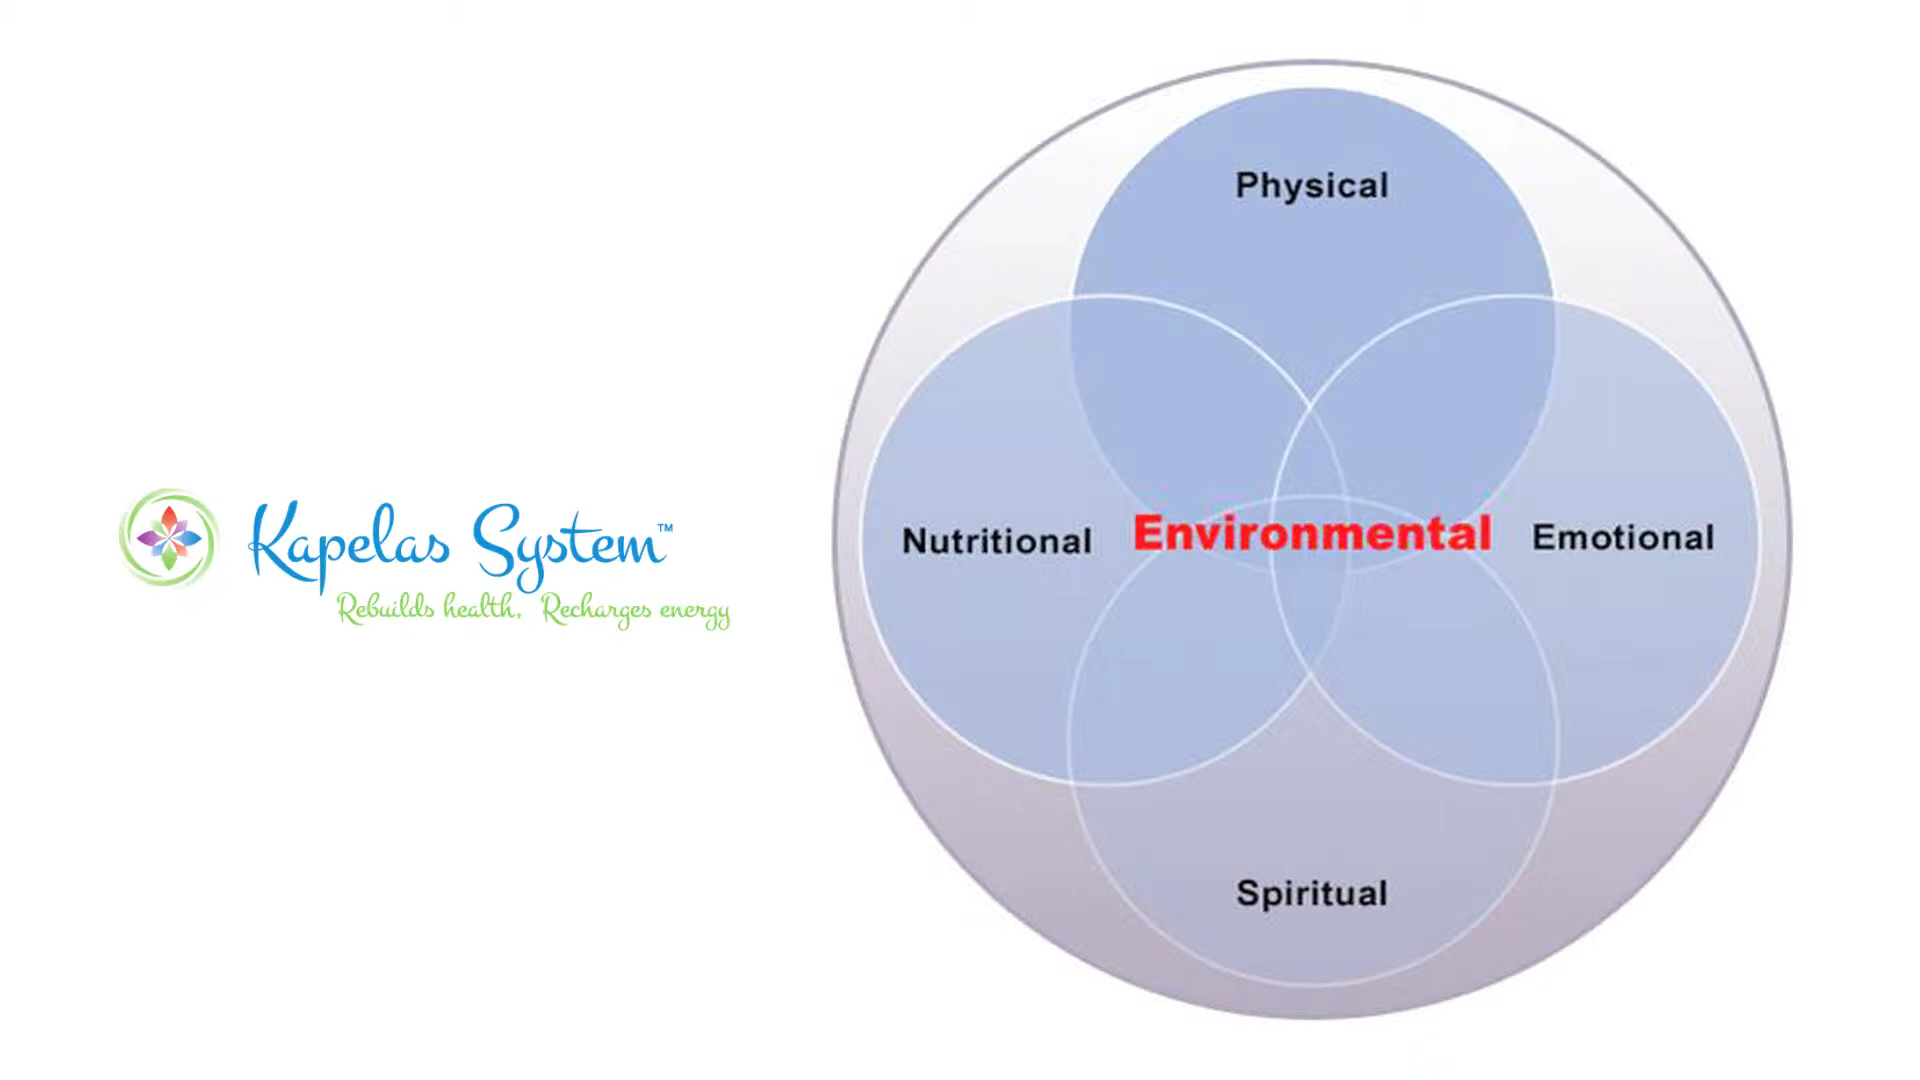 Kapelas System™
Rebuilds health. Recharges energy
Physical
Nutritional
Environmental
Emotional
Spiritual